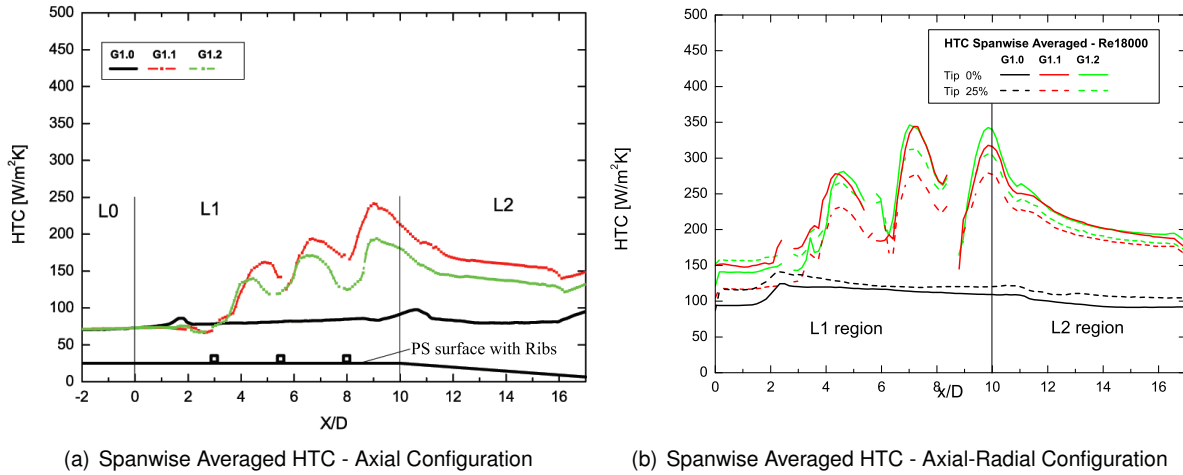 500
450
400
350
300
250
200
150
100
50
0
HTC [W/m²K]
G1.0 G1.1 G1.2
L0
L1
L2
PS surface with Ribs
-2 0 2 4 6 8 10 12 14 16
X/D
(a) Spanwise Averaged HTC - Axial Configuration
500
450
400
350
300
250
200
150
100
50
0
HTC [W/m²K]
HTC Spanwise Averaged - Re18000
G1.0 G1.1 G1.2
Tip 0%
Tip 25%
L1 region
L2 region
0 2 4 6 8 10 12 14 16
x/D
(b) Spanwise Averaged HTC - Axial-Radial Configuration